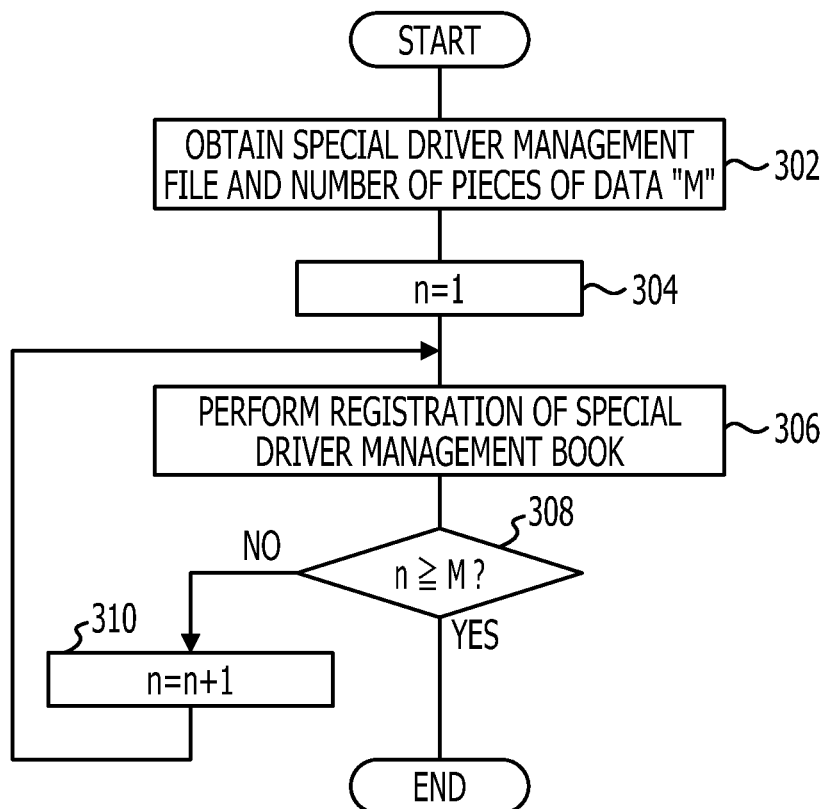 START
OBTAIN SPECIAL DRIVER MANAGEMENT
FILE AND NUMBER OF PIECES OF DATA "M"
302
n=1
304
PERFORM REGISTRATION OF SPECIAL
DRIVER MANAGEMENT BOOK
306
308
NO
n ≧ M ?
YES
310
n=n+1
END